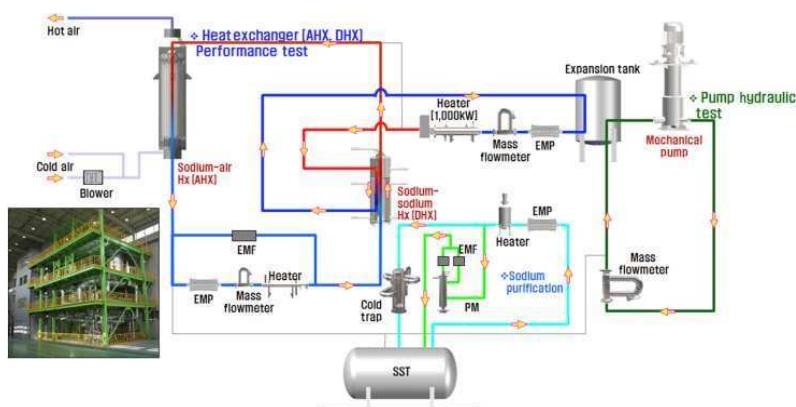 Hot air
❖ Heat exchanger [AHX, DHX]
Performance test
Cold air
Blower
Sodium-air
Hx [AHX]
Heater
[1,000kW]
Mass
flowmeter
EMP
Expansion tank
❖ Pump hydraulic
test
Mechanical
pump
Sodium-
sodium
Hx [DHX]
EMF
EMP
Mass
flowmeter
Heater
Cold
trap
EMF
PM
Heater
EMP
❖Sodium
purification
Mass
flowmeter
SST